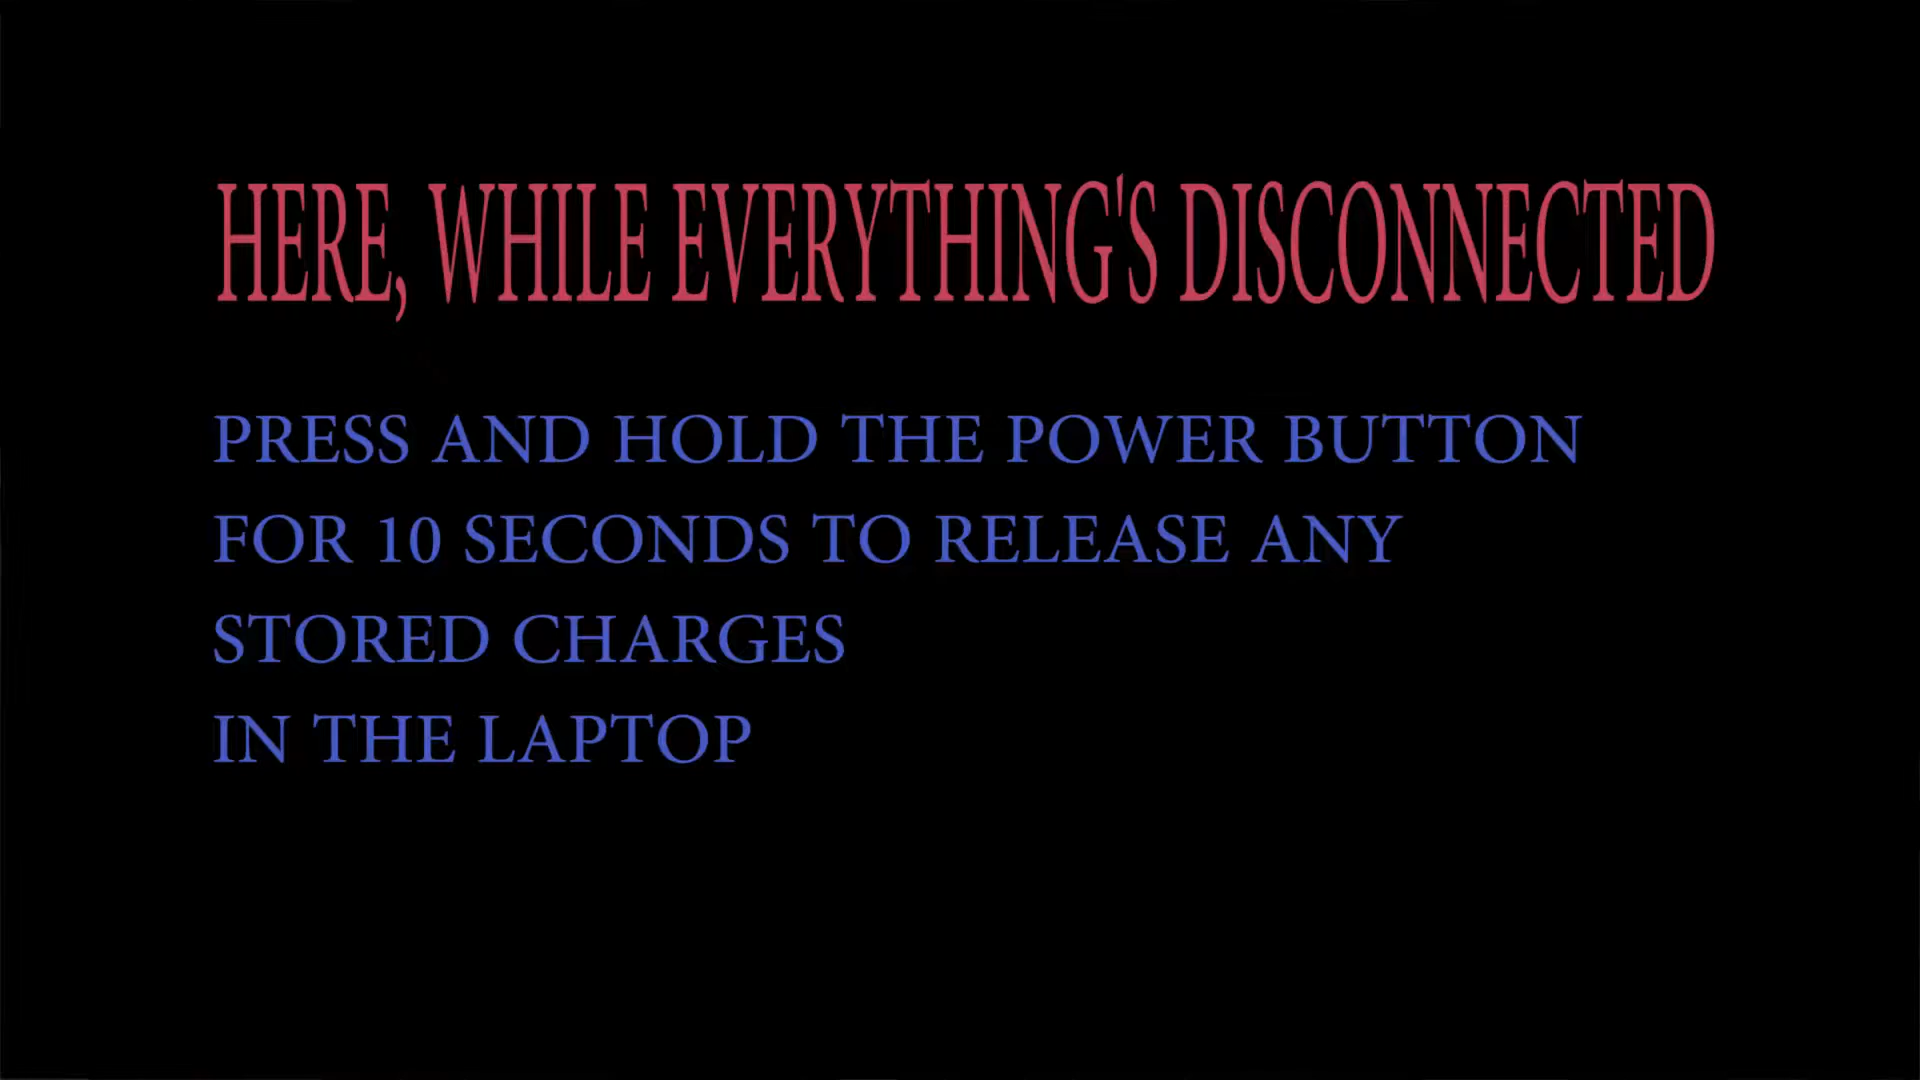 HERE, WHILE EVERYTHING'S DISCONNECTED
PRESS AND HOLD THE POWER BUTTON
FOR 10 SECONDS TO RELEASE ANY
STORED CHARGES
IN THE LAPTOP